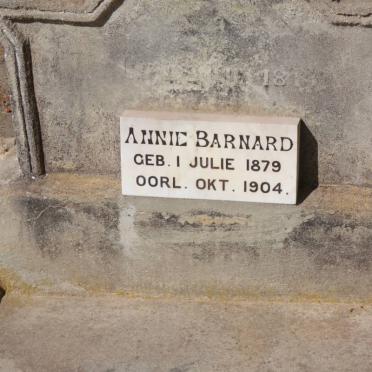 ANNIE BARNARD
GEB. 1 JULIE 1879
OORL. OKT. 1904.